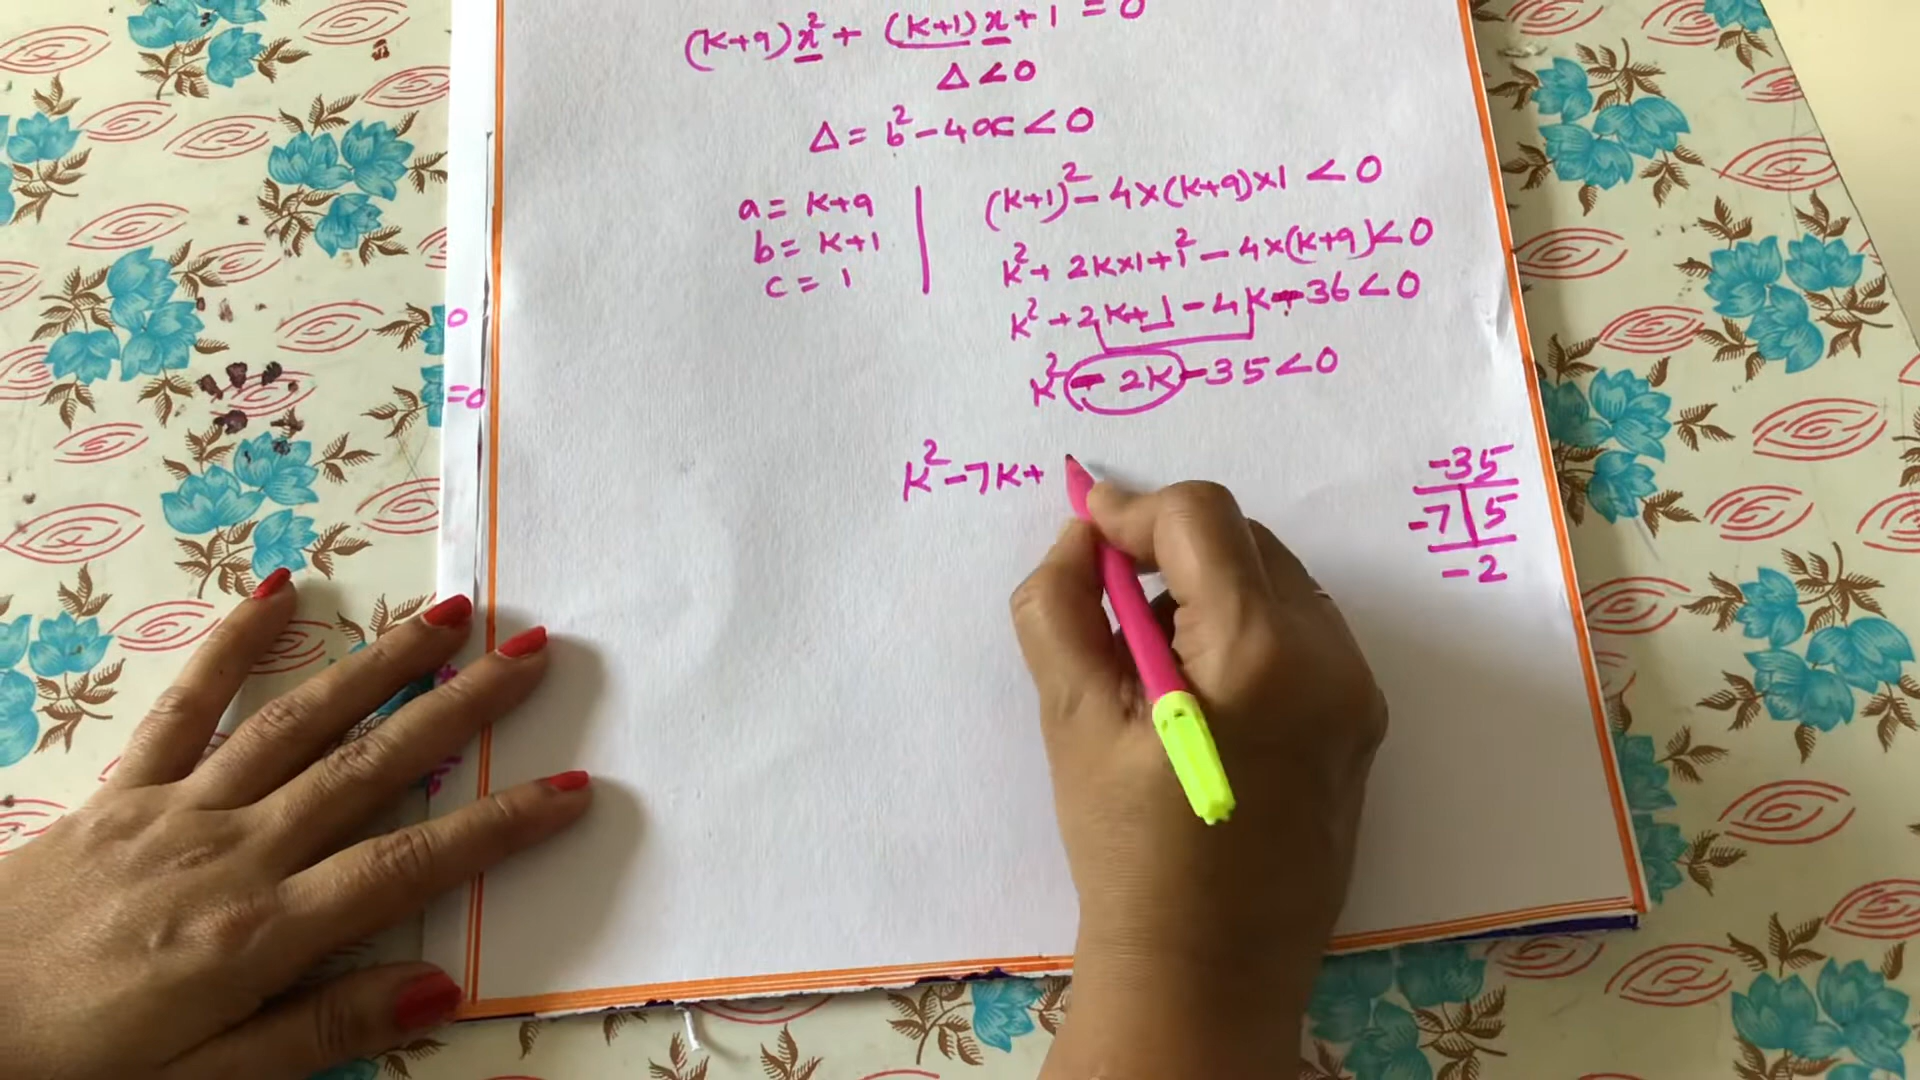 (k+9)x² + (k+1)x+1 = 0
Δ<0
Δ = b²-4ac<0
a = k+9
b = k+1
c = 1
(k+1)²-4×(k+9)×1 <0
k²+ 2k×1+1²-4×(k+9)<0
k²+2k+1-4k-36<0
k²-2k-35<0
k²-7k+
-35
-7|5
-2
0
=0